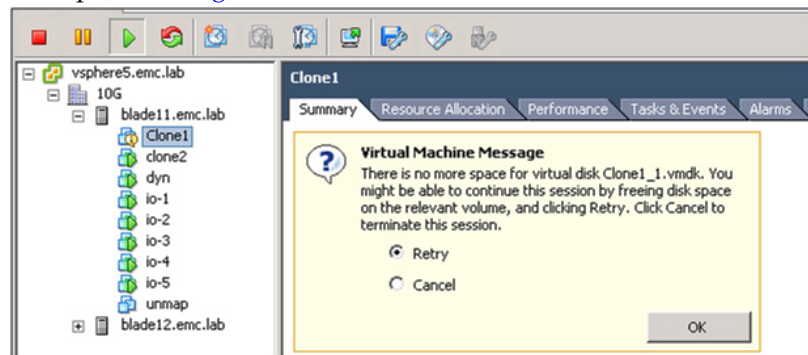 vsphere5.emc.lab
10G
blade11.emc.lab
Clone1
clone2
dyn
io-1
io-2
io-3
io-4
io-5
unmap
blade12.emc.lab
Clone1
Summary Resource Allocation Performance Tasks & Events Alarms
Virtual Machine Message
There is no more space for virtual disk Clone1_1.vmdk. You
might be able to continue this session by freeing disk space
on the relevant volume, and clicking Retry. Click Cancel to
terminate this session.
Retry
Cancel
OK